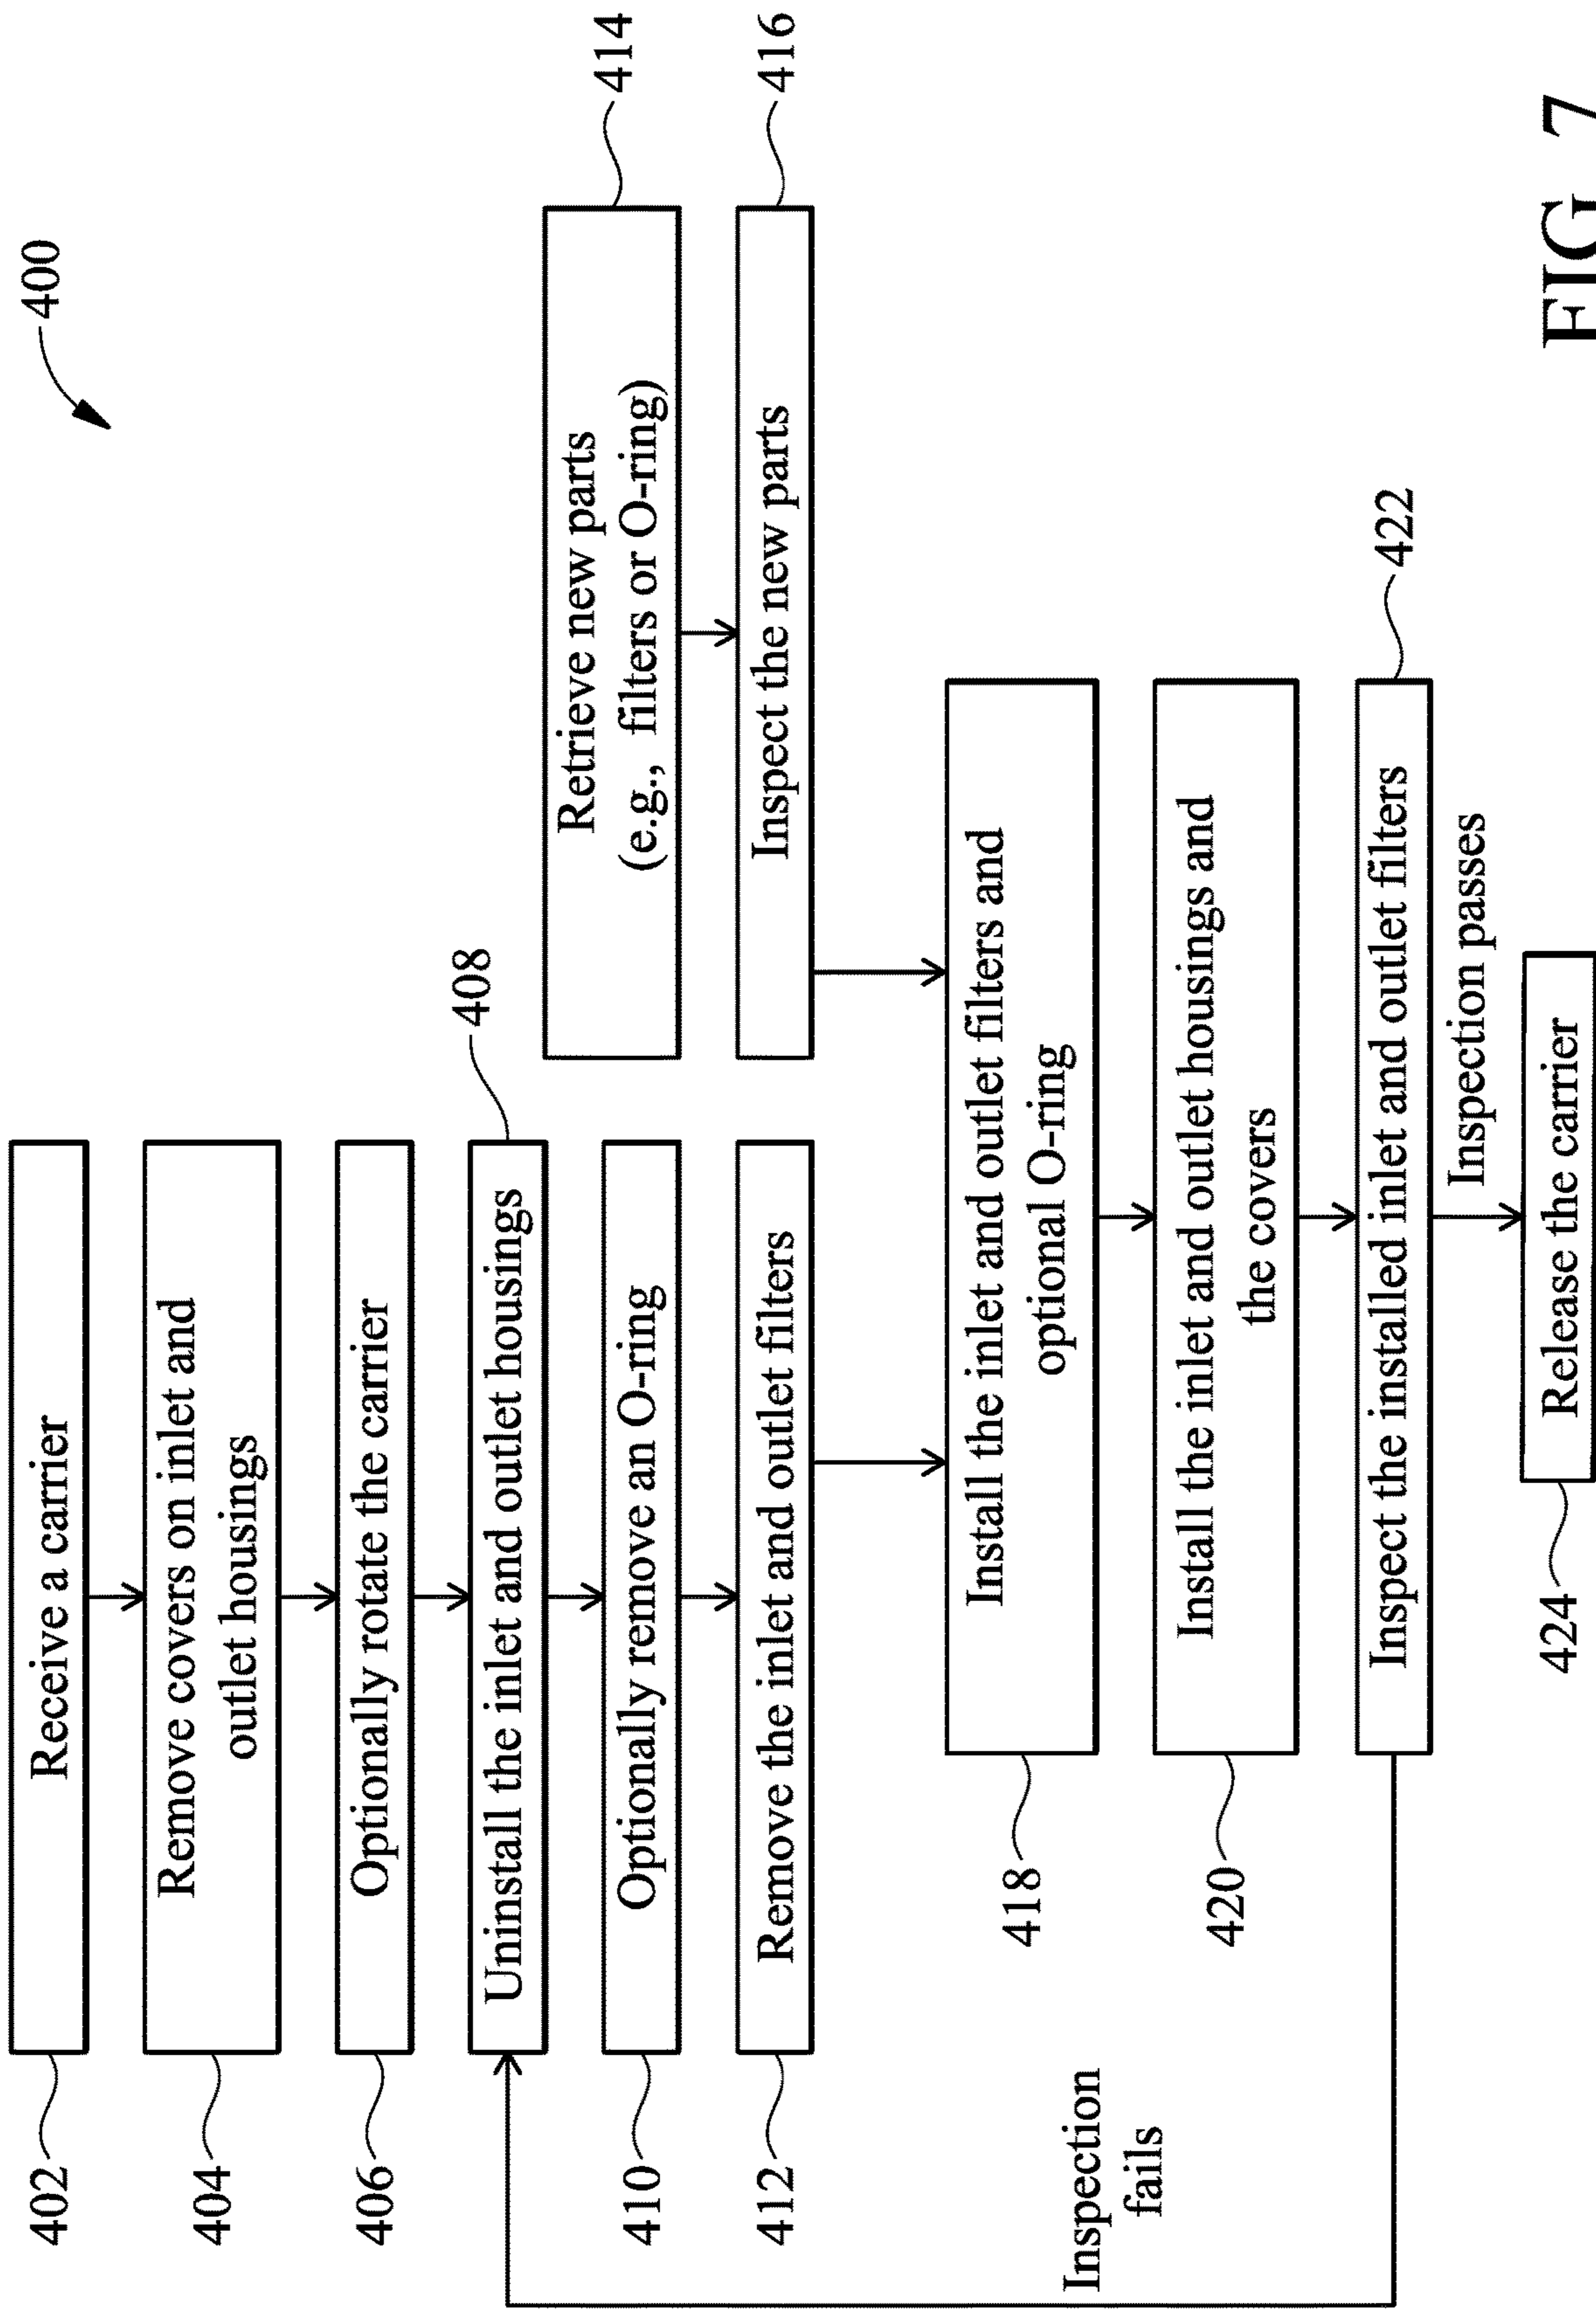 400
Receive a carrier
402
Remove covers on inlet and
outlet housings
404
Optionally rotate the carrier
406
Uninstall the inlet and outlet housings
408
Optionally remove an O-ring
410
Remove the inlet and outlet filters
412
Retrieve new parts
(e.g., filters or O-ring)
414
Inspect the new parts
416
Install the inlet and outlet filters and
optional O-ring
418
Install the inlet and outlet housings and
the covers
420
Inspect the installed inlet and outlet filters
422
Inspection
fails
Inspection passes
Release the carrier
424
FIG 7